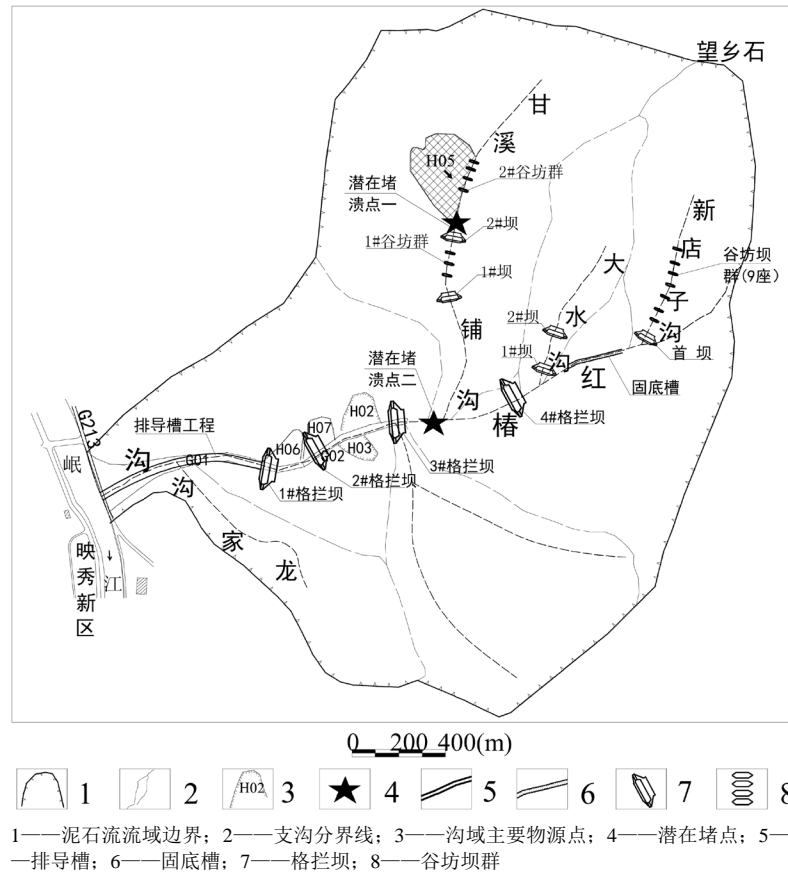 望乡石
甘
溪
H05
2#谷坊群
潜在堵
溃点一
2#坝
1#谷坊群
1#坝
铺
沟
新
店
子
沟
谷坊坝
群(9座)
首 坝
大
水
沟
2#坝
1#坝
固底槽
红
椿
沟
4#格拦坝
潜在堵
溃点二
H02
H07
H03
H06
G02
G01
3#格拦坝
2#格拦坝
1#格拦坝
排导槽工程
G213
岷
江
映秀新区
沟
家
龙
0 200 400(m)
1
2
H02
3
4
5
6
7
8
1——泥石流流域边界；2——支沟分界线；3——沟域主要物源点；4——潜在堵点；5—
—排导槽；6——固底槽；7——格拦坝；8——谷坊坝群